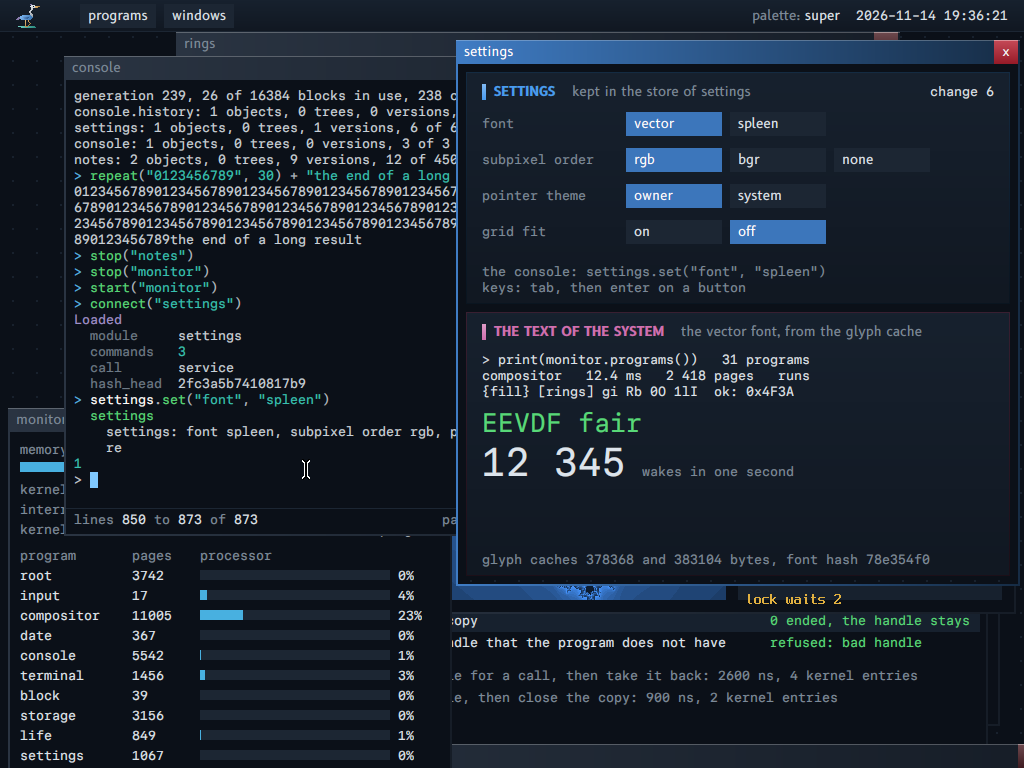 programs windows palette: super 2026-11-14 19:36:21
rings
console
generation 239, 26 of 16384 blocks in use, 238 c
console.history: 1 objects, 0 trees, 0 versions,
settings: 1 objects, 0 trees, 1 versions, 6 of 6
console: 1 objects, 0 trees, 0 versions, 3 of 3
notes: 2 objects, 0 trees, 9 versions, 12 of 450
> repeat("0123456789", 30) + "the end of a long
012345678901234567890123456789012345678901234567
678901234567890123456789012345678901234567890123
234567890123456789012345678901234567890123456789
890123456789the end of a long result
> stop("notes")
> stop("monitor")
> start("monitor")
> connect("settings")
Loaded
module settings
commands 3
call service
hash_head 2fc3a5b7410817b9
> settings.set("font", "spleen")
settings
settings: font spleen, subpixel order rgb, p
re
1
>
lines 850 to 873 of 873 pa
settings x
SETTINGS kept in the store of settings change 6
font vector spleen
subpixel order rgb bgr none
pointer theme owner system
grid fit on off
the console: settings.set("font", "spleen")
keys: tab, then enter on a button
THE TEXT OF THE SYSTEM the vector font, from the glyph cache
> print(monitor.programs()) 31 programs
compositor 12.4 ms 2 418 pages runs
{fill} [rings] gi Rb 0O 1lI ok: 0x4F3A
EEVDF fair
12 345 wakes in one second
glyph caches 378368 and 383104 bytes, font hash 78e354f0
monitor
memory
kernel
inter
kernel
program pages processor
root 3742 0%
input 17 4%
compositor 11005 23%
date 367 0%
console 5542 1%
terminal 1456 3%
block 39 0%
storage 3156 0%
life 849 1%
settings 1067 0%
lock waits 2
copy 0 ended, the handle stays
ndle that the program does not have refused: bad handle
le for a call, then take it back: 2600 ns, 4 kernel entries
e, then close the copy: 900 ns, 2 kernel entries